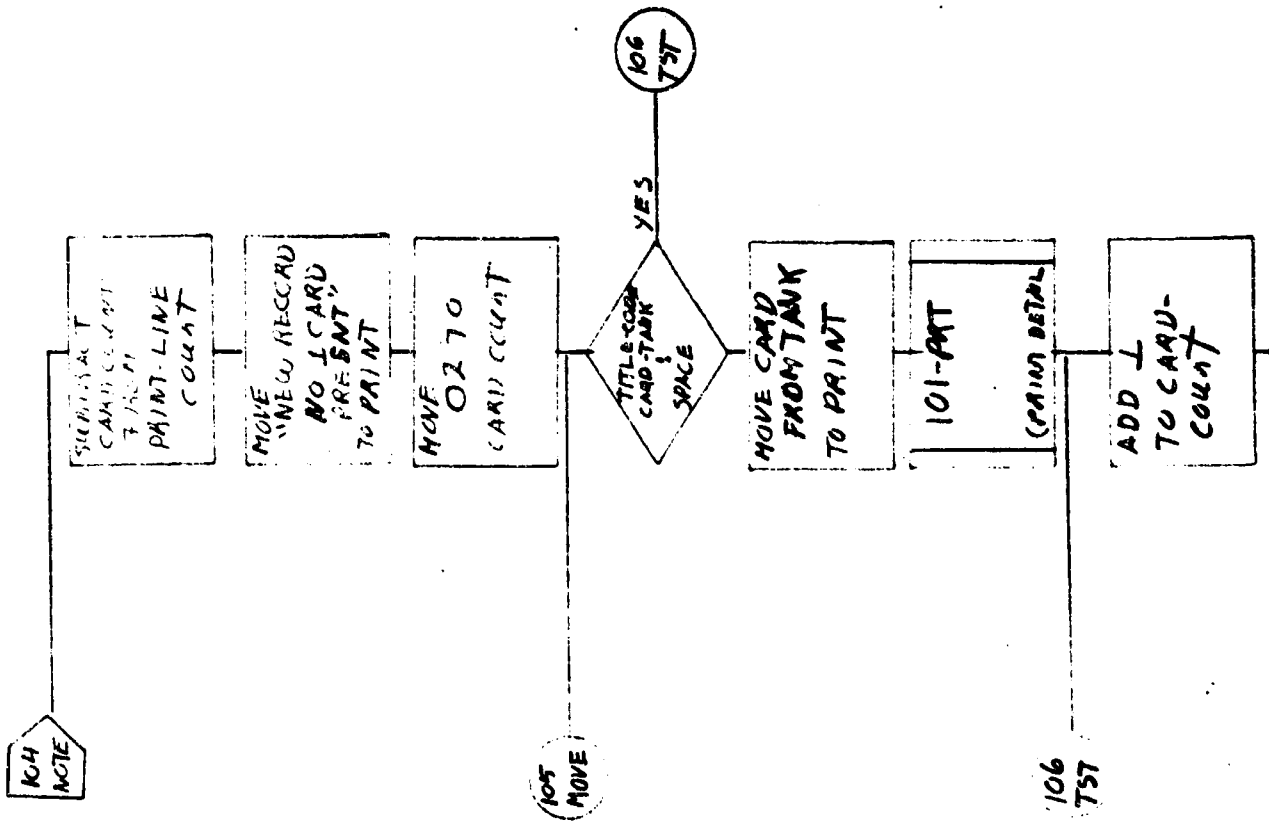 104
NOTE
SUBTRACT
CARD COUNT
FROM
PRINT-LINE
COUNT
MOVE
"NEW RECORD
NO 1 CARD
PRESENT"
TO PRINT
MOVE
0270
CARD COUNT
105
MOVE
TITLE-CODE
CARD-TANK
:
SPACE
YES
106
TST
MOVE CARD
FROM TANK
TO PRINT
101-PRT
(PRINT DETAIL
106
TST
ADD 1
TO CARD-
COUNT